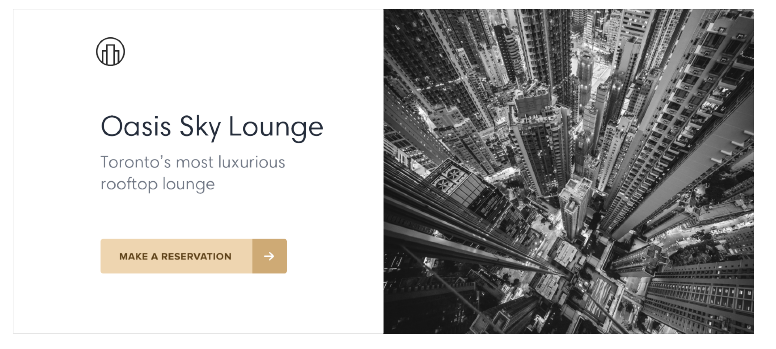 Oasis Sky Lounge
Toronto's most luxurious
rooftop lounge
MAKE A RESERVATION